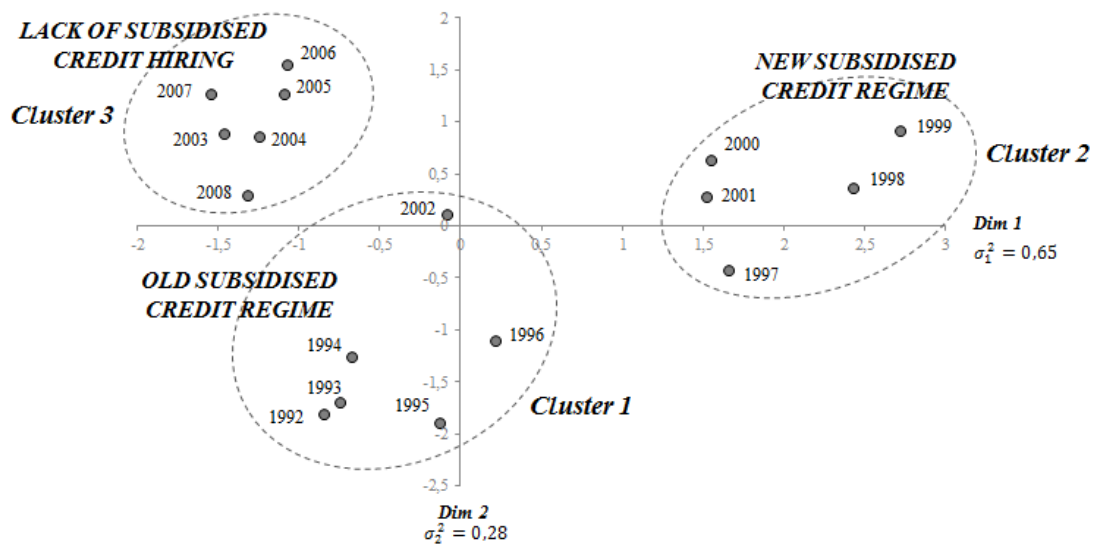 LACK OF SUBSIDISED
CREDIT HIRING
Cluster 3
2006
2007
2005
2003
2004
2008
NEW SUBSIDISED
CREDIT REGIME
Cluster 2
1999
2000
1998
2001
1997
OLD SUBSIDISED
CREDIT REGIME
Cluster 1
2002
1996
1994
1993
1992
1995
2
1,5
1
0,5
0
-0,5
-1
-1,5
-2
-2,5
-2 -1,5 -1 -0,5 0 0,5 1 1,5 2 2,5 3
Dim 1
σ₁² = 0,65
Dim 2
σ₂² = 0,28